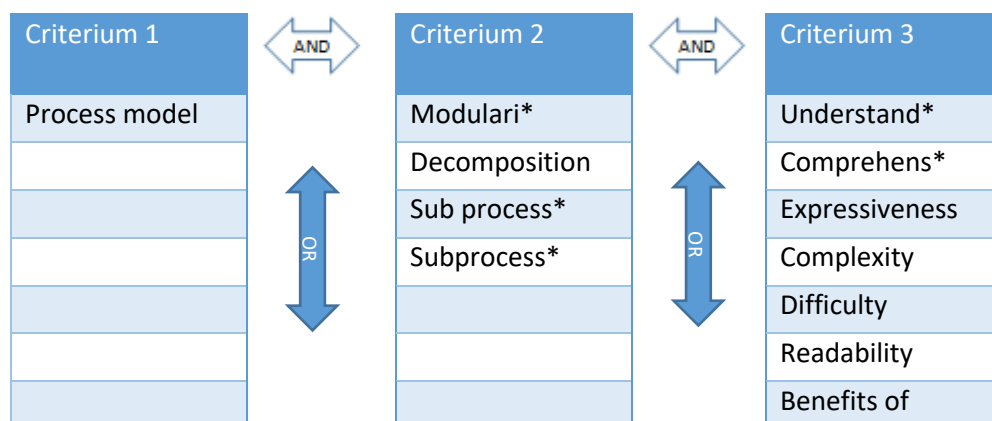 Criterium 1
AND
Criterium 2
AND
Criterium 3
Process model
Modulari*
Understand*
Decomposition
Comprehens*
OR
Sub process*
OR
Expressiveness
Subprocess*
Complexity
Difficulty
Readability
Benefits of